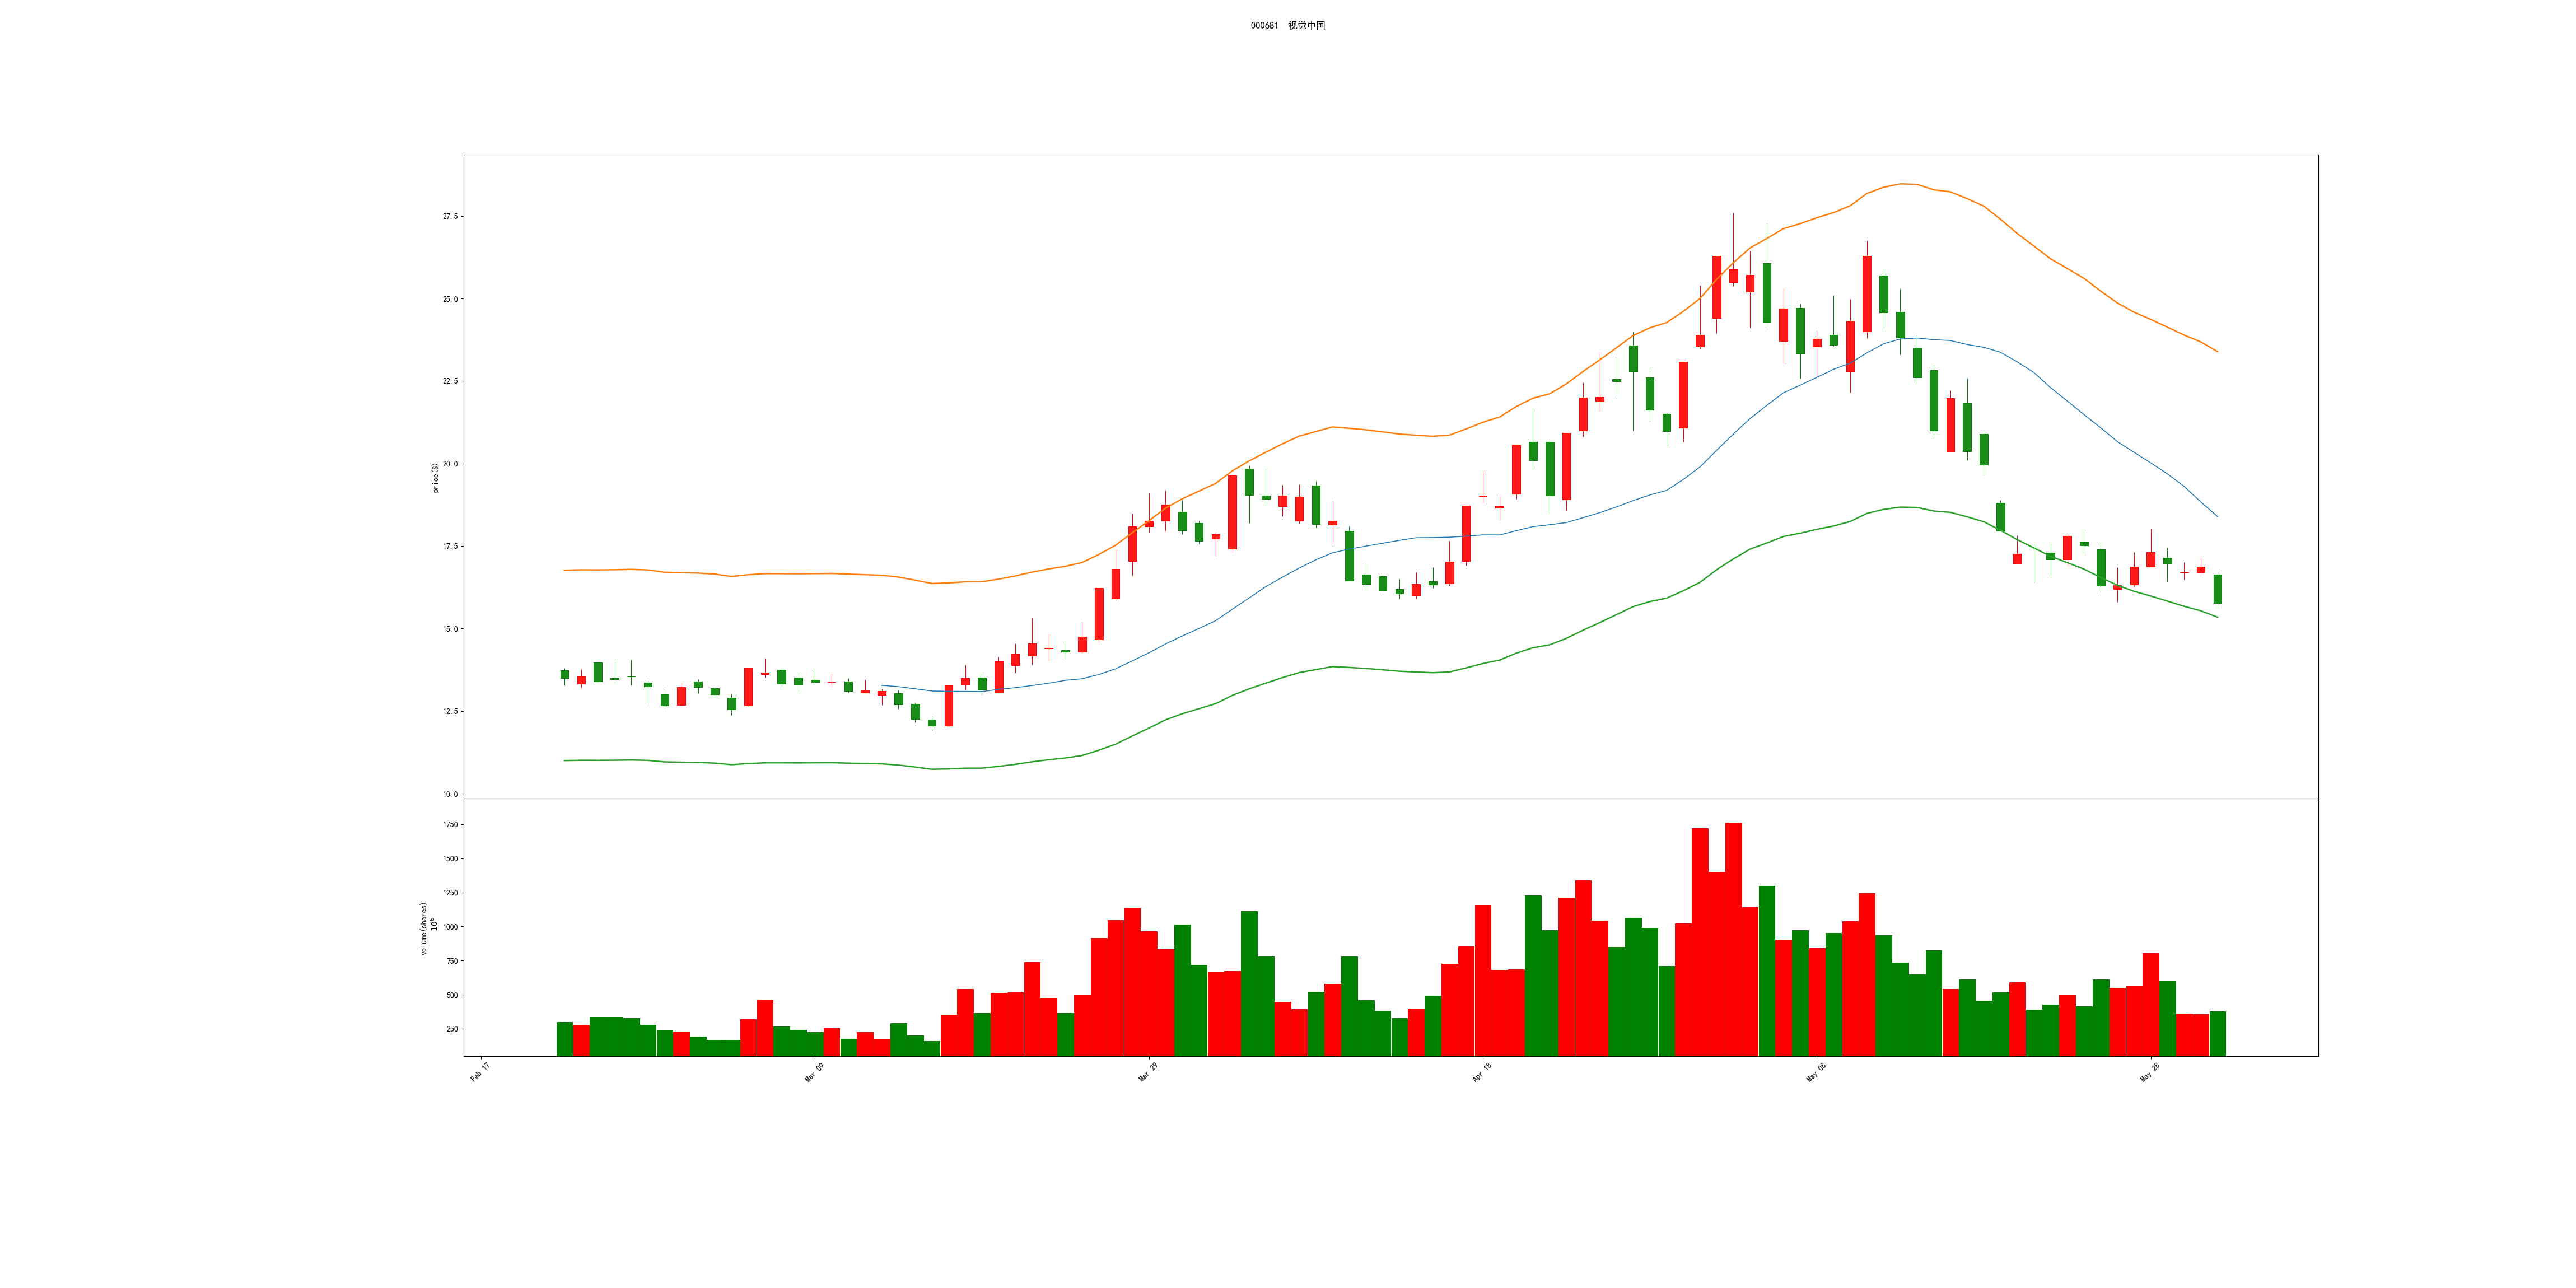 000681 视觉中国
price($)
27.5
25.0
22.5
20.0
17.5
15.0
12.5
10.0
volume(shares)
10^6
1750
1500
1250
1000
750
500
250
Feb 17
Mar 09
Mar 29
Apr 18
May 08
May 28